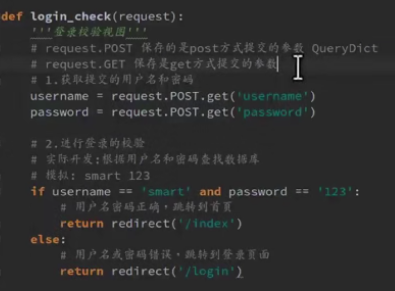 def login_check(request):
'''登录校验视图'''
# request.POST 保存的是post方式提交的参数 QueryDict
# request.GET 保存是get方式提交的参数
# 1.获取提交的用户名和密码
username = request.POST.get('username')
password = request.POST.get('password')
# 2.进行登录的校验
# 实际开发:根据用户名和密码查找数据库
# 模拟: smart 123
if username == 'smart' and password == '123':
# 用户名密码正确，跳转到首页
return redirect('/index')
else:
# 用户名或密码错误，跳转到登录页面
return redirect('/login')